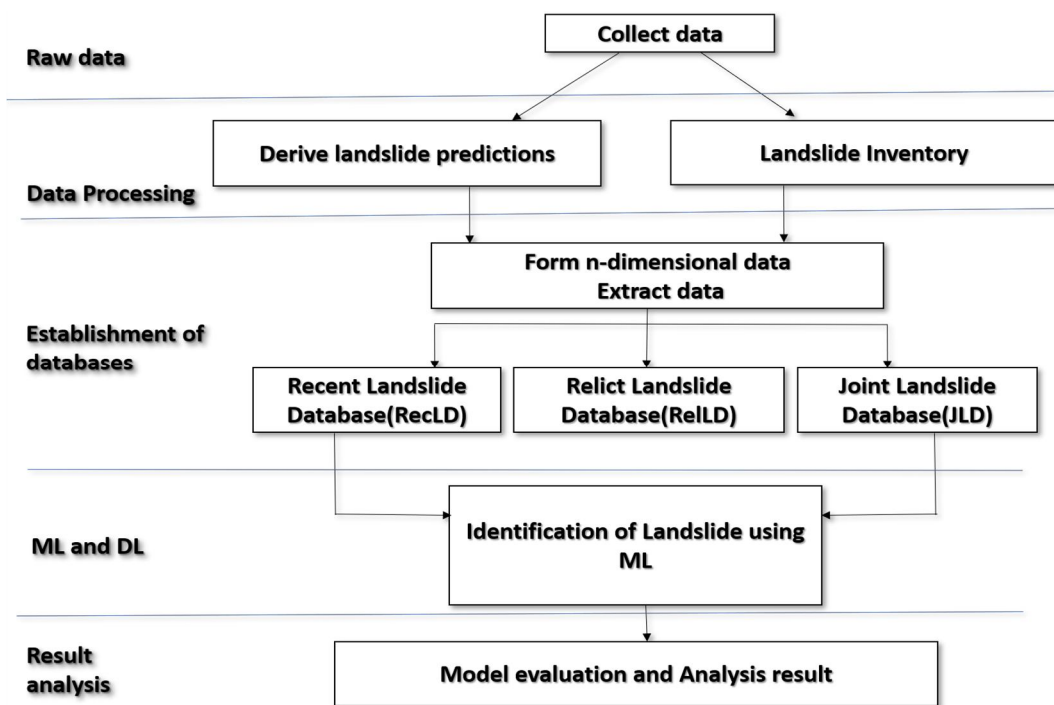 Collect data
Raw data
Derive landslide predictions
Landslide Inventory
Data Processing
Form n-dimensional data
Extract data
Establishment of
databases
Recent Landslide
Database(RecLD)
Relict Landslide
Database(RelLD)
Joint Landslide
Database(JLD)
Identification of Landslide using
ML
ML and DL
Result
analysis
Model evaluation and Analysis result